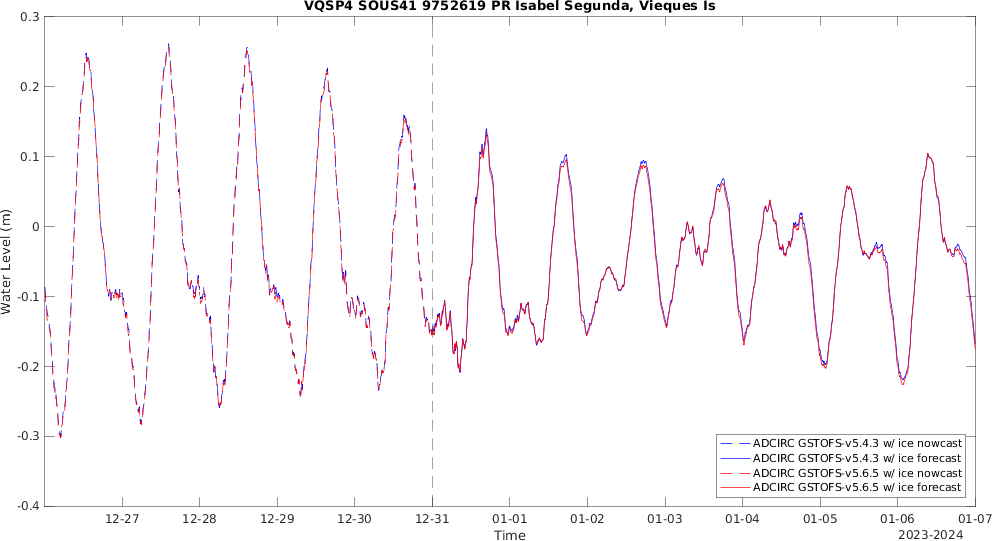 VQSP4 SOUS41 9752619 PR Isabel Segunda, Vieques Is
0.3
0.2
0.1
0
-0.1
-0.2
-0.3
-0.4
Water Level (m)
ADCIRC GSTOFS-v5.4.3 w/ ice nowcast
ADCIRC GSTOFS-v5.4.3 w/ ice forecast
ADCIRC GSTOFS-v5.6.5 w/ ice nowcast
ADCIRC GSTOFS-v5.6.5 w/ ice forecast
12-27 12-28 12-29 12-30 12-31 01-01 01-02 01-03 01-04 01-05 01-06 01-07
Time
2023-2024